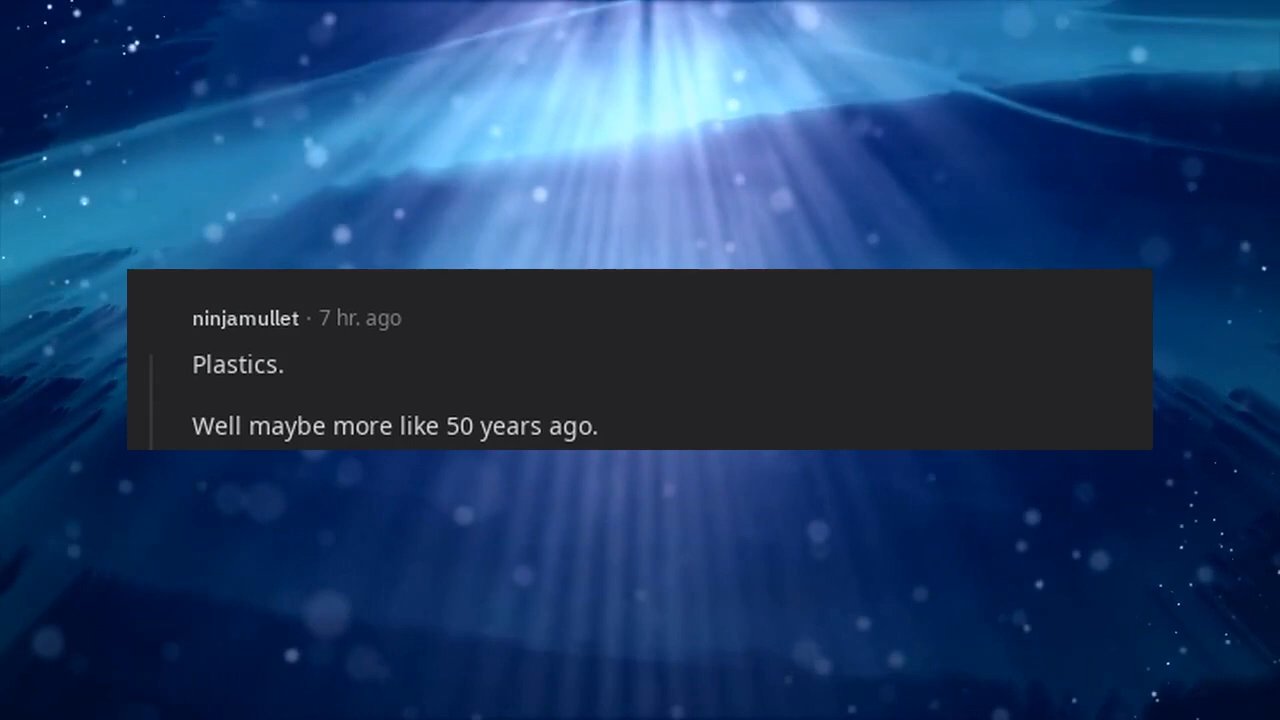 ninjamullet · 7 hr. ago
Plastics.
Well maybe more like 50 years ago.